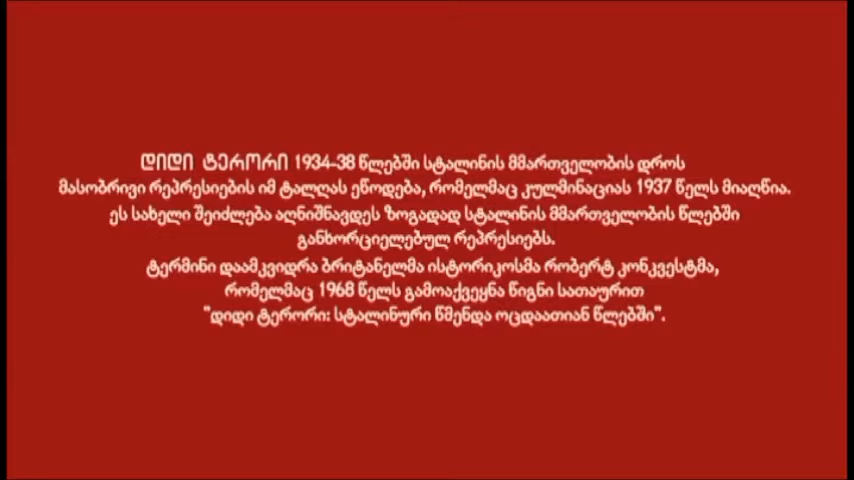 დიდი ტერორი 1934-38 წლებში სტალინის მმართველობის დროს
მასობრივი რეპრესიების იმ ტალღას ეწოდება, რომელმაც კულმინაციას 1937 წელს მიაღწია.
ეს სახელი შეიძლება აღნიშნავდეს ზოგადად სტალინის მმართველობის წლებში
განხორციელებულ რეპრესიებს.
ტერმინი დაამკვიდრა ბრიტანელმა ისტორიკოსმა რობერტ კონკვესტმა,
რომელმაც 1968 წელს გამოაქვეყნა წიგნი სათაურით
"დიდი ტერორი: სტალინური წმენდა ოცდაათიან წლებში".